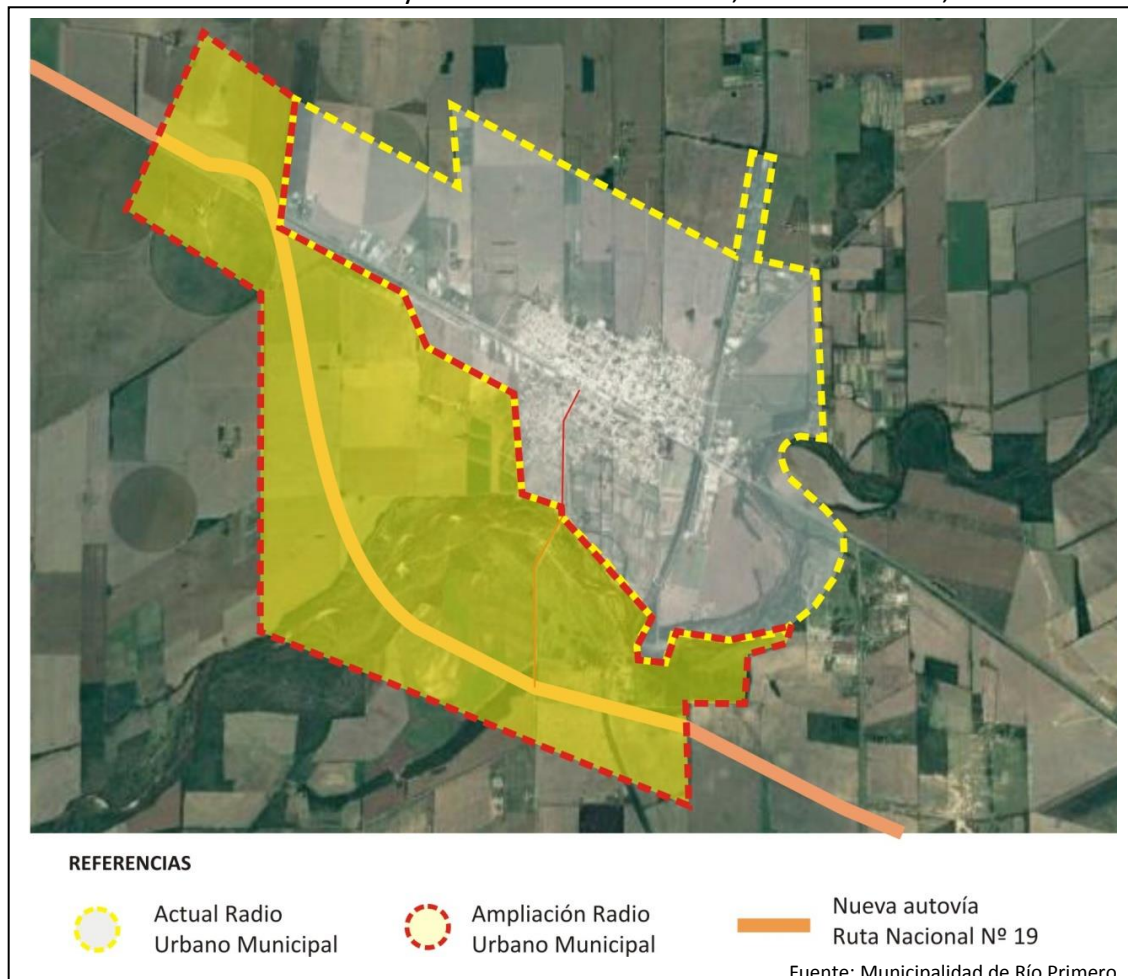 REFERENCIAS
Actual Radio
Urbano Municipal
Ampliación Radio
Urbano Municipal
Nueva autovía
Ruta Nacional Nº 19
Fuente: Municipalidad de Río Primero